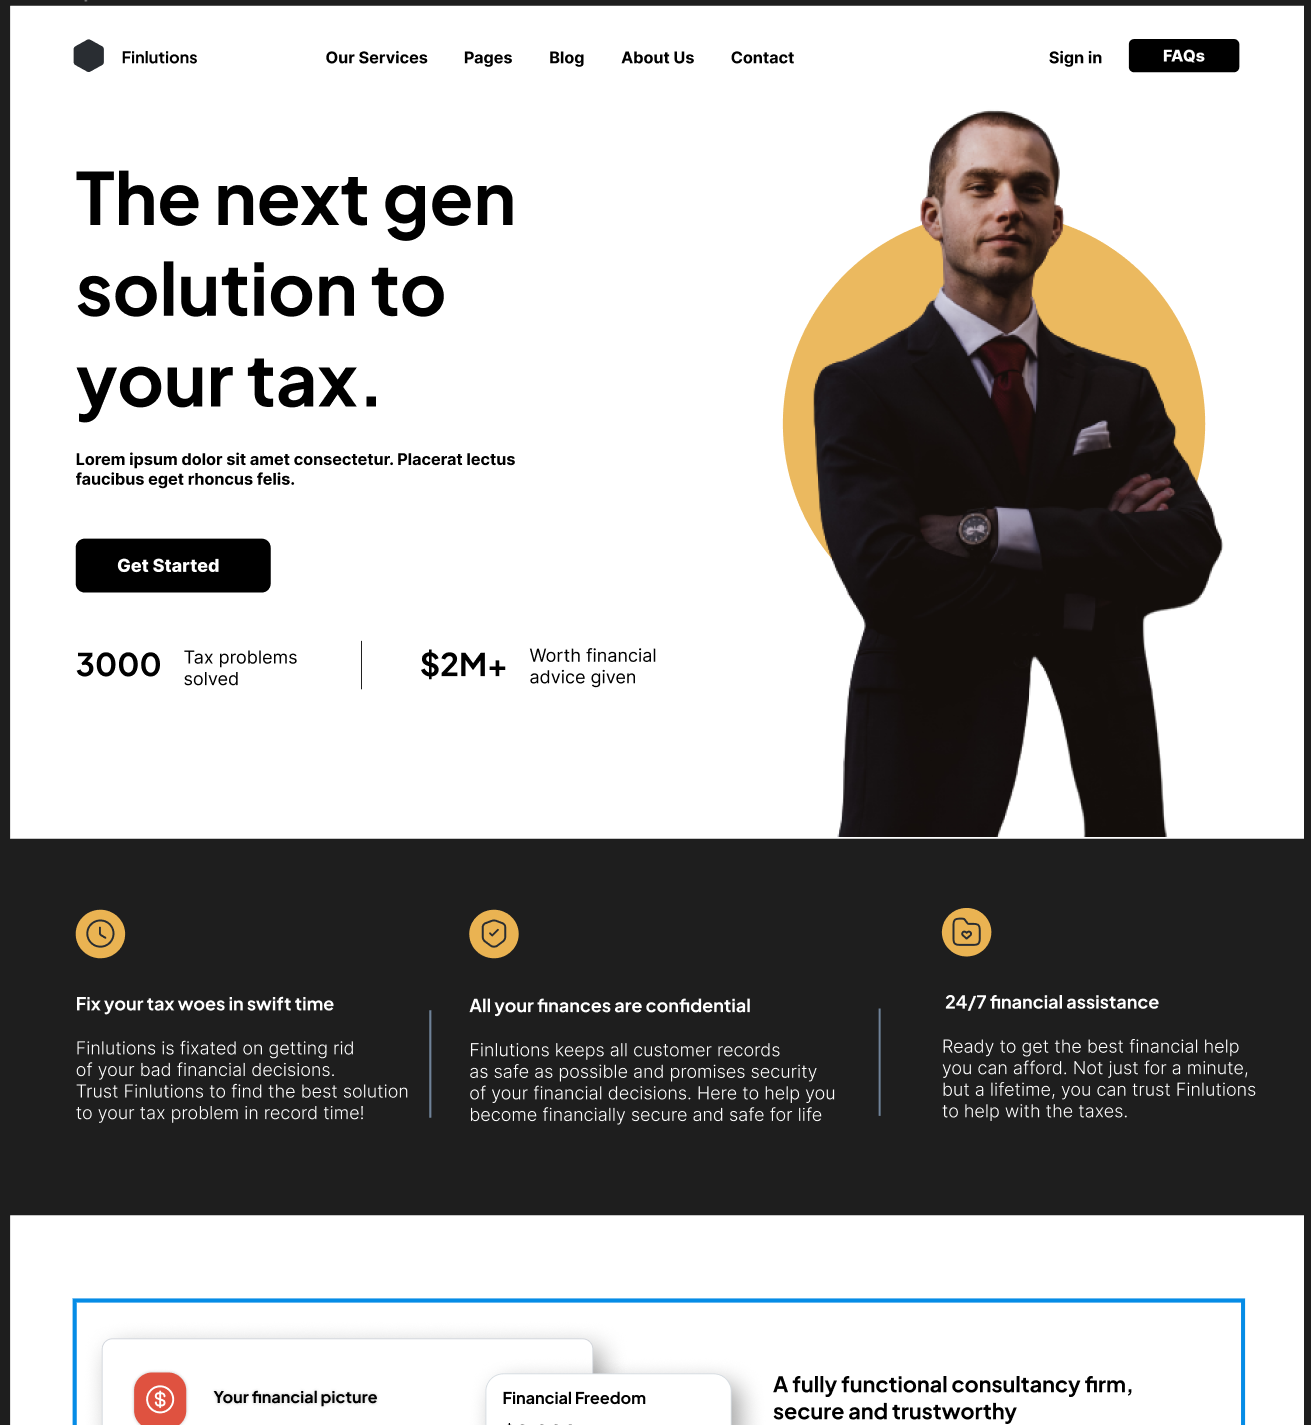 Finlutions
Our Services
Pages
Blog
About Us
Contact
Sign in
FAQs
The next gen
solution to
your tax.
Lorem ipsum dolor sit amet consectetur. Placerat lectus
faucibus eget rhoncus felis.
Get Started
3000
Tax problems
solved
$2M+
Worth financial
advice given
Fix your tax woes in swift time
Finlutions is fixated on getting rid
of your bad financial decisions.
Trust Finlutions to find the best solution
to your tax problem in record time!
All your finances are confidential
Finlutions keeps all customer records
as safe as possible and promises security
of your financial decisions. Here to help you
become financially secure and safe for life
24/7 financial assistance
Ready to get the best financial help
you can afford. Not just for a minute,
but a lifetime, you can trust Finlutions
to help with the taxes.
Your financial picture
Financial Freedom
A fully functional consultancy firm,
secure and trustworthy